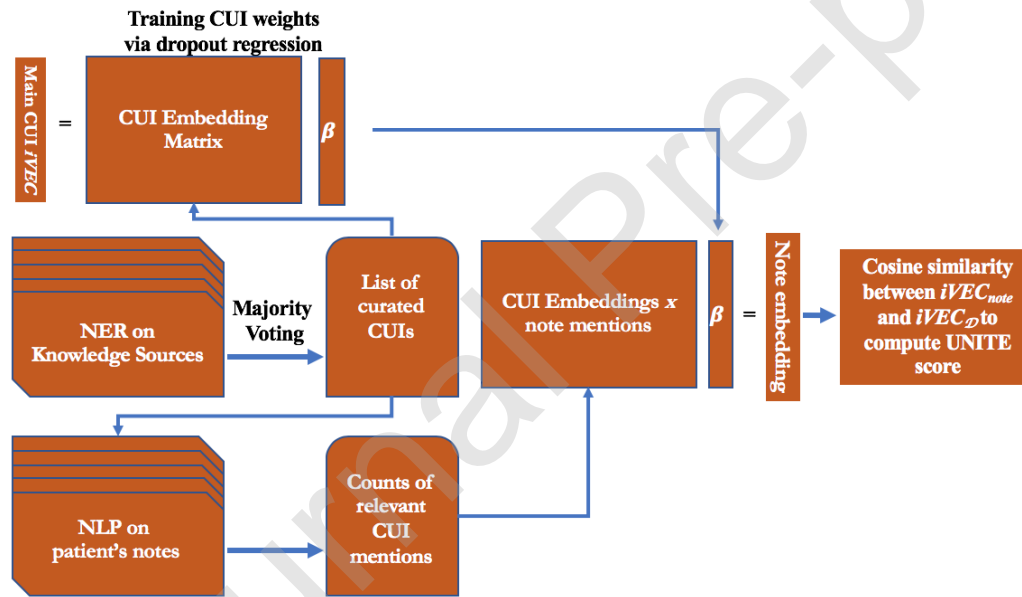 Training CUI weights
via dropout regression
Main CUI iVEC
=
CUI Embedding
Matrix
β
NER on
Knowledge Sources
Majority
Voting
List of
curated
CUIs
CUI Embeddings x
note mentions
β
=
Note embedding
Cosine similarity
between iVECnote
and iVEC𝒟 to
compute UNITE
score
NLP on
patient's notes
Counts of
relevant
CUI
mentions
urnal Pre-p